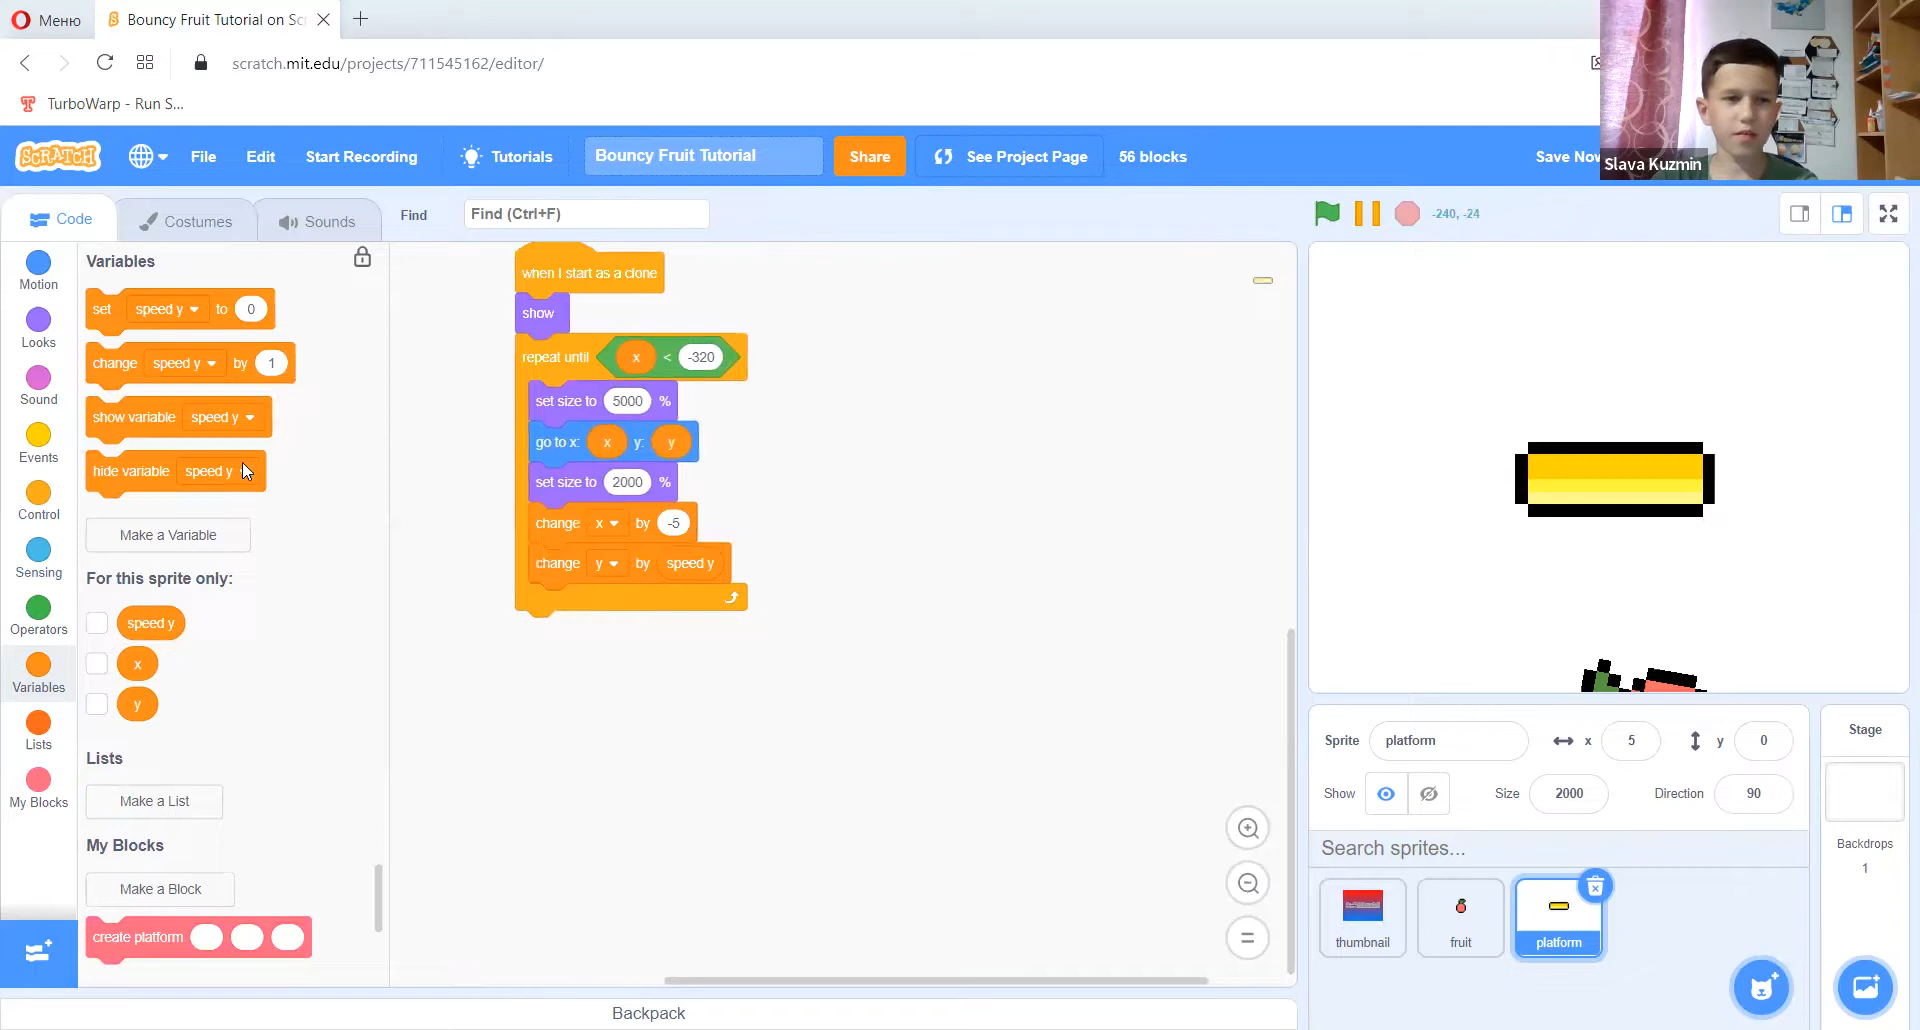 Меню
Bouncy Fruit Tutorial on Sc
scratch.mit.edu/projects/711545162/editor/
TurboWarp - Run S...
SCRATCH
File
Edit
Start Recording
Tutorials
Bouncy Fruit Tutorial
Share
See Project Page
56 blocks
Save Now
Slava Kuzmin
Code
Costumes
Sounds
Find
Find (Ctrl+F)
-240, -24
Motion
Looks
Sound
Events
Control
Sensing
Operators
Variables
Lists
My Blocks
Variables
set speed y to 0
change speed y by 1
show variable speed y
hide variable speed y
Make a Variable
For this sprite only:
speed y
x
y
Lists
Make a List
My Blocks
Make a Block
create platform
when I start as a clone
show
repeat until x < -320
set size to 5000 %
go to x: x y: y
set size to 2000 %
change x by -5
change y by speed y
Sprite platform x 5 y 0
Show Size 2000 Direction 90
Search sprites...
thumbnail
fruit
platform
Stage
Backdrops
1
Backpack